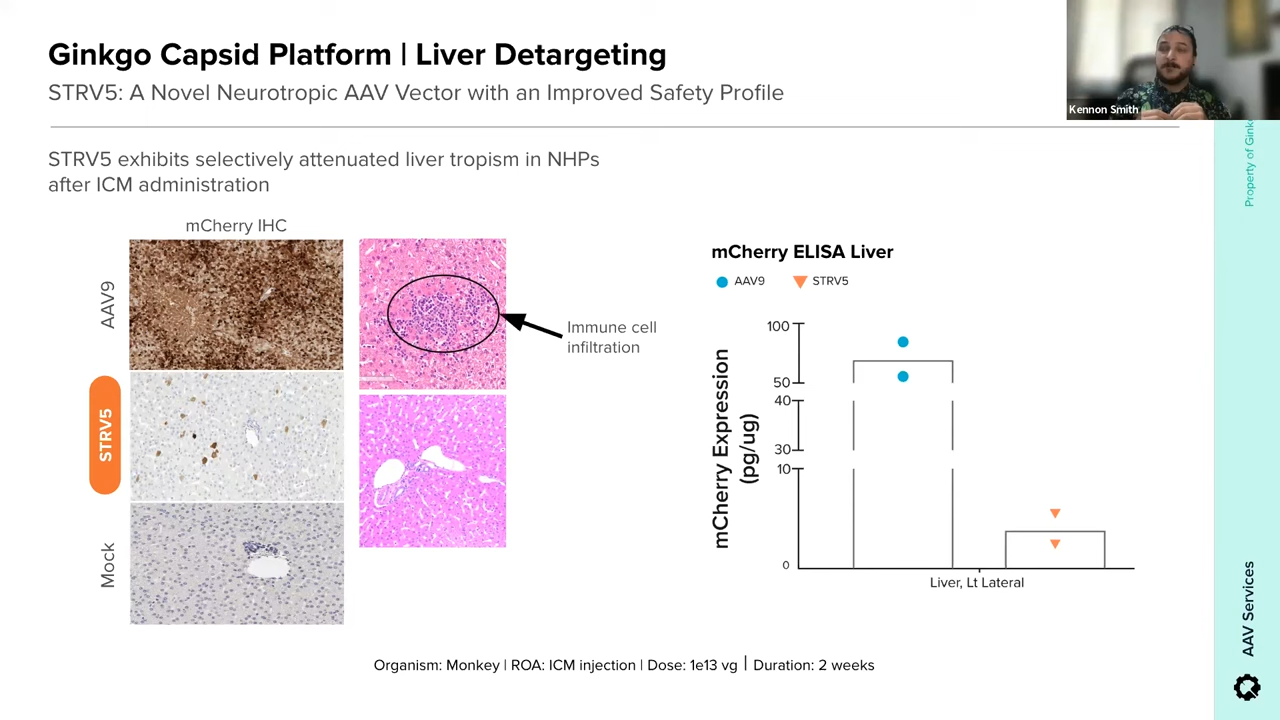 Ginkgo Capsid Platform | Liver Detargeting
STRV5: A Novel Neurotropic AAV Vector with an Improved Safety Profile
Kennon Smith
Property of Gink
STRV5 exhibits selectively attenuated liver tropism in NHPs
after ICM administration
mCherry IHC
AAV9
STRV5
Mock
Immune cell
infiltration
mCherry ELISA Liver
AAV9
STRV5
mCherry Expression
(pg/ug)
100
50
40
30
10
0
Liver, Lt Lateral
Organism: Monkey | ROA: ICM injection | Dose: 1e13 vg | Duration: 2 weeks
AAV Services